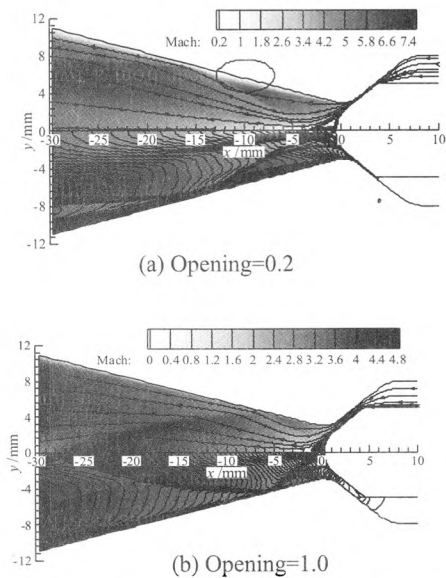 12
Mach:
0.2 1 1.8 2.6 3.4 4.2 5 5.8 6.6 7.4
8
4
y/mm
0
-30 -25 -20 -15 -10 -5 0 5 10
x/mm
-4
-8
-12
(a) Opening=0.2
12
Mach:
0 0.4 0.8 1.2 1.6 2 2.4 2.8 3.2 3.6 4 4.4 4.8
8
4
y/mm
0
-30 -25 -20 -15 -10 -5 0 5 10
x/mm
-4
-8
-12
(b) Opening=1.0